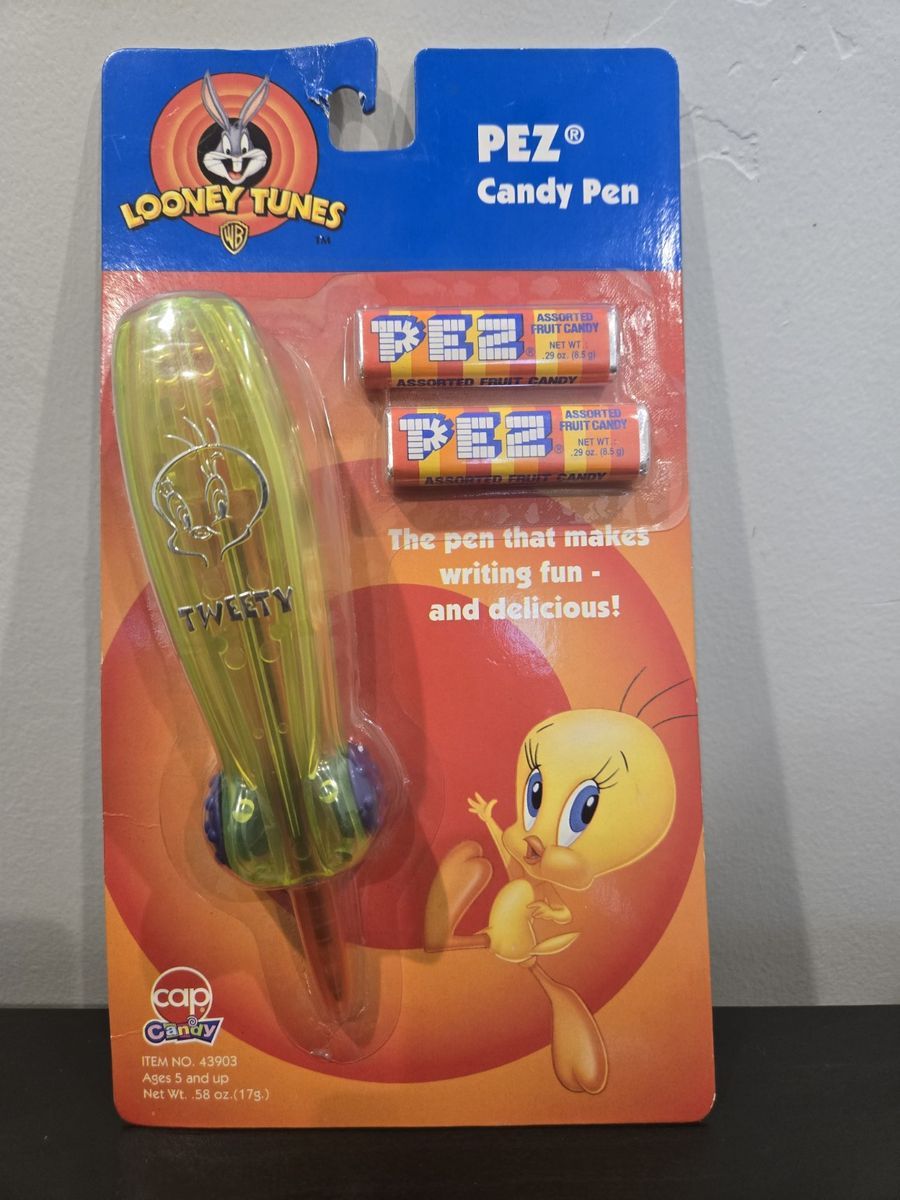 LOONEY TUNES
WB
TM
PEZ®
Candy Pen
PEZ®
ASSORTED
FRUIT CANDY
NET WT.:
.29 oz. (8.5 g)
ASSORTED FRUIT CANDY
PEZ®
ASSORTED
FRUIT CANDY
NET WT.:
.29 oz. (8.5 g)
ASSORTED FRUIT CANDY
The pen that makes
writing fun -
and delicious!
TWEETY
cap®
Candy
ITEM NO. 43903
Ages 5 and up
Net Wt. .58 oz.(17g.)